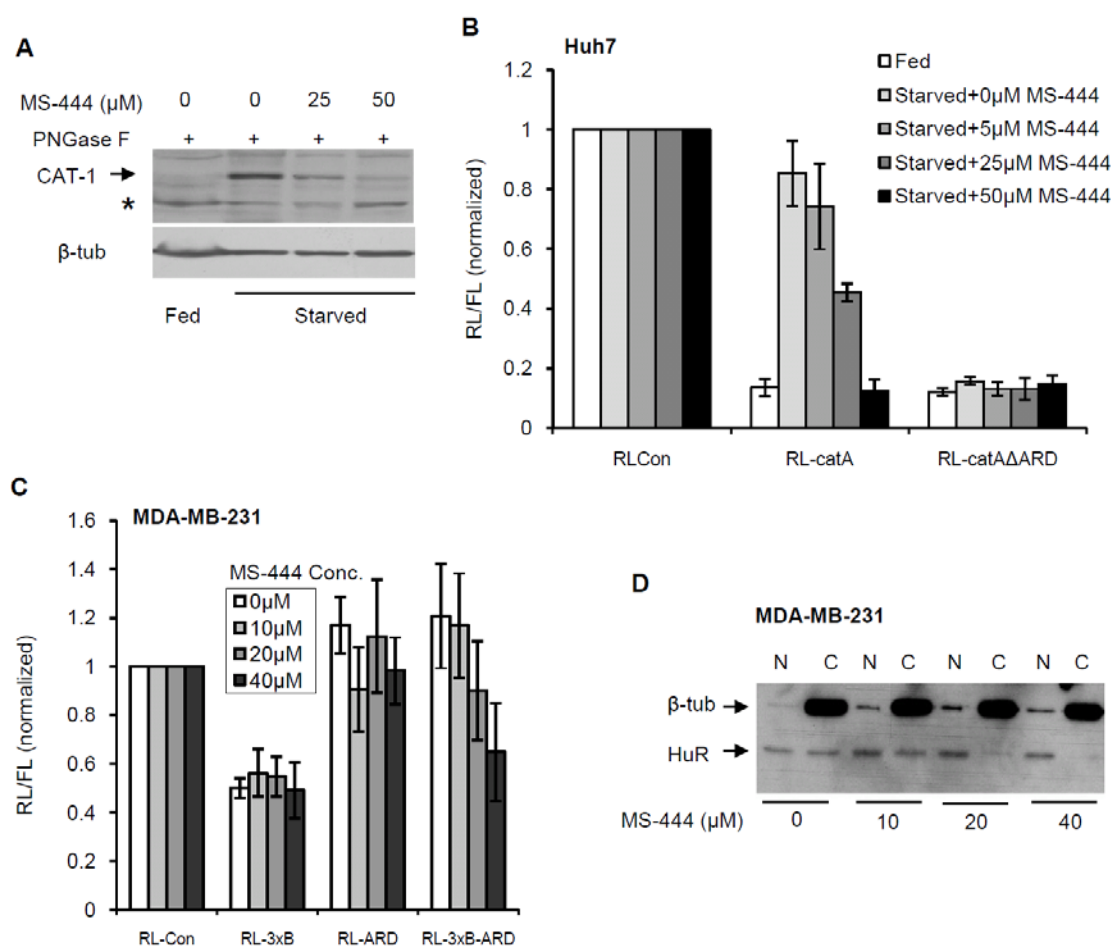 A
MS-444 (μM) 0 0 25 50
PNGase F + + + +
CAT-1
*
β-tub
Fed Starved
B
Huh7
Fed
Starved+0μM MS-444
Starved+5μM MS-444
Starved+25μM MS-444
Starved+50μM MS-444
RL/FL (normalized)
1.2
1
0.8
0.6
0.4
0.2
0
RLCon RL-catA RL-catAΔARD
C
MDA-MB-231
MS-444 Conc.
0μM
10μM
20μM
40μM
RL/FL (normalized)
1.6
1.4
1.2
1
0.8
0.6
0.4
0.2
0
RL-Con RL-3xB RL-ARD RL-3xB-ARD
D
MDA-MB-231
N C N C N C N C
β-tub
HuR
MS-444 (μM) 0 10 20 40